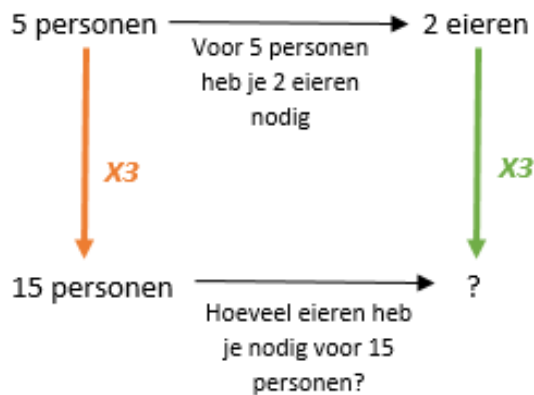 5 personen
2 eieren
Voor 5 personen
heb je 2 eieren
nodig
X3
X3
15 personen
?
Hoeveel eieren heb
je nodig voor 15
personen?